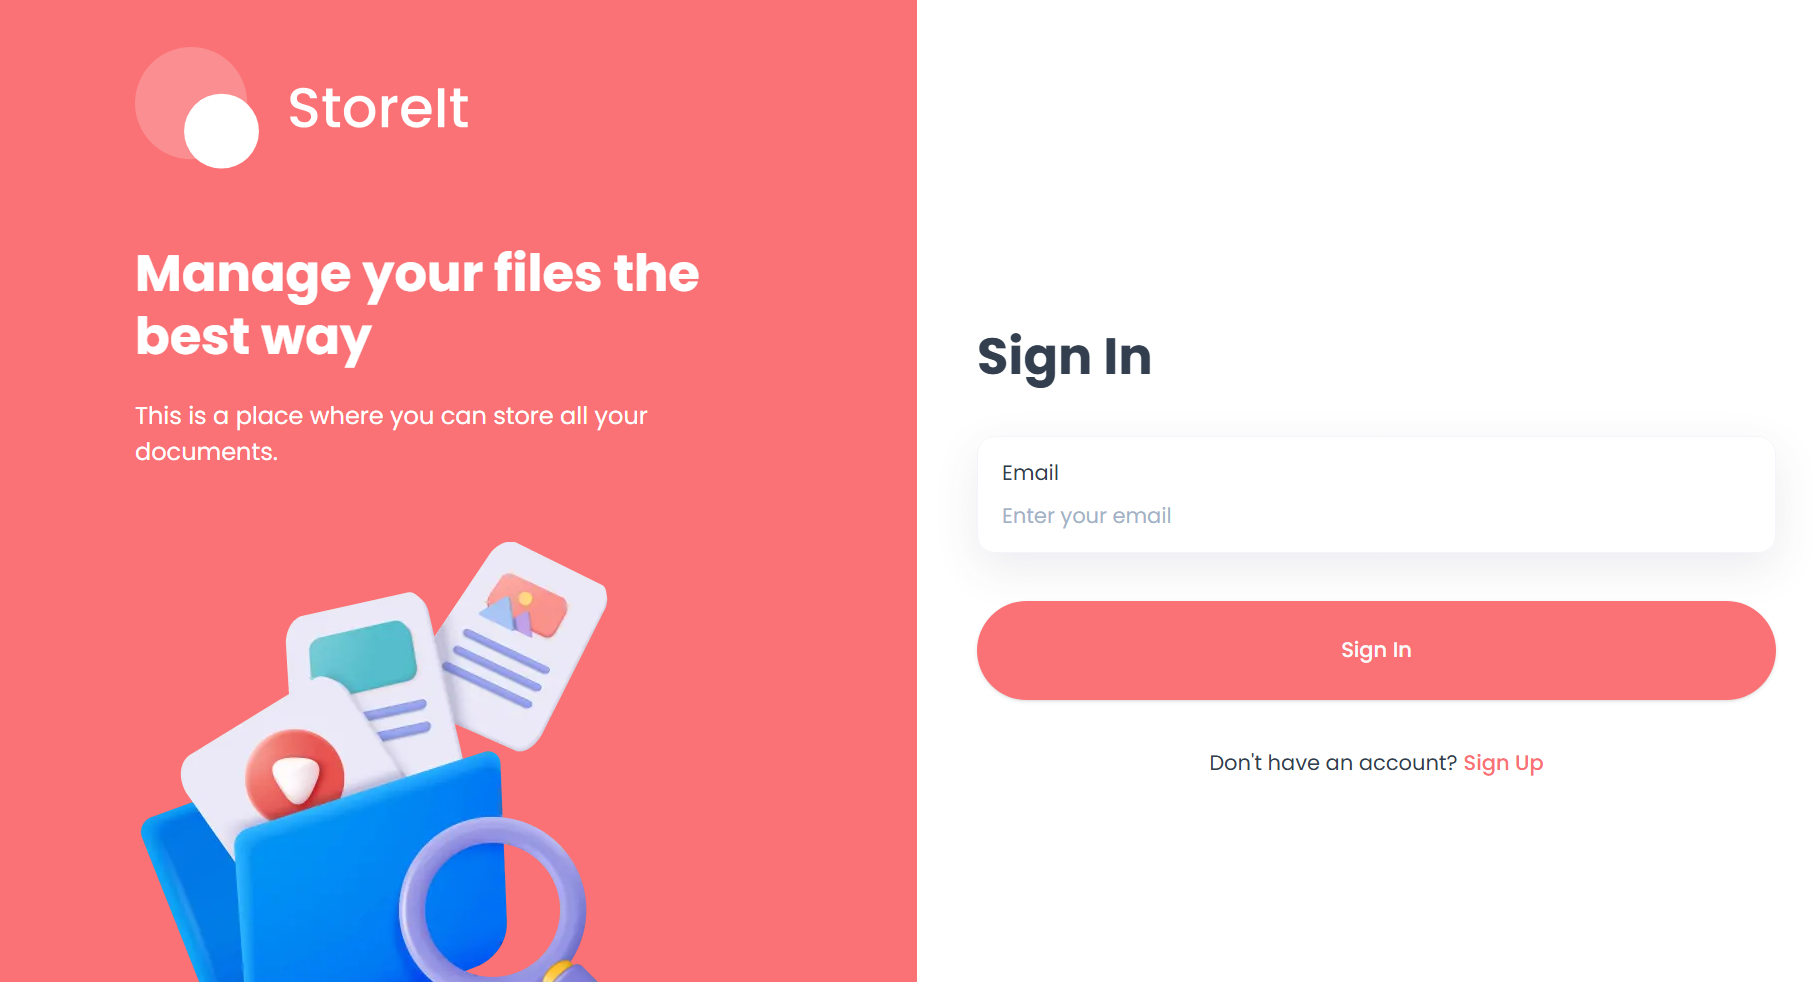 StoreIt
Manage your files the
best way
This is a place where you can store all your
documents.
Sign In
Email
Enter your email
Sign In
Don't have an account? Sign Up